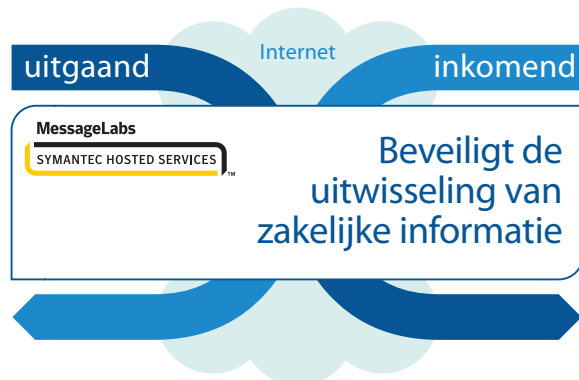 Internet
uitgaand
inkomend
MessageLabs
SYMANTEC HOSTED SERVICES
™
Beveiligt de
uitwisseling van
zakelijke informatie